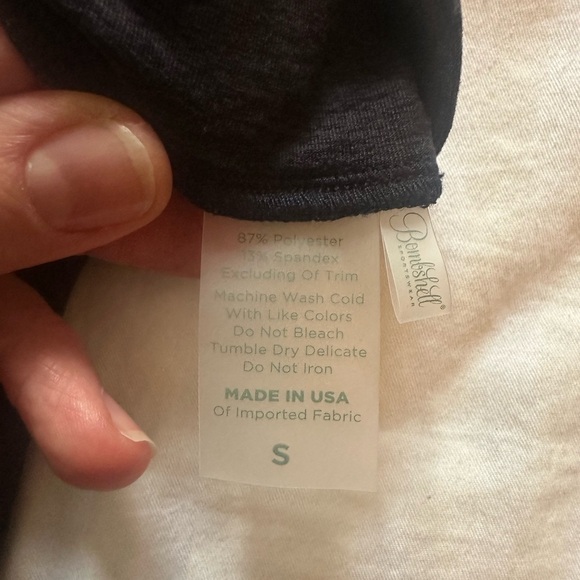 87% Polyester
13% Spandex
Excluding Of Trim
Machine Wash Cold
With Like Colors
Do Not Bleach
Tumble Dry Delicate
Do Not Iron
MADE IN USA
Of Imported Fabric
S
Bombshell®
SPORTSWEAR